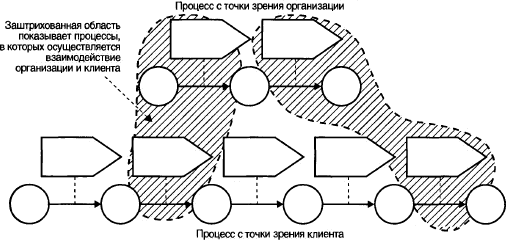 Процесс с точки зрения организации
Заштрихованная область
показывает процессы,
в которых осуществляется
взаимодействие
организации и клиента
Процесс с точки зрения клиента